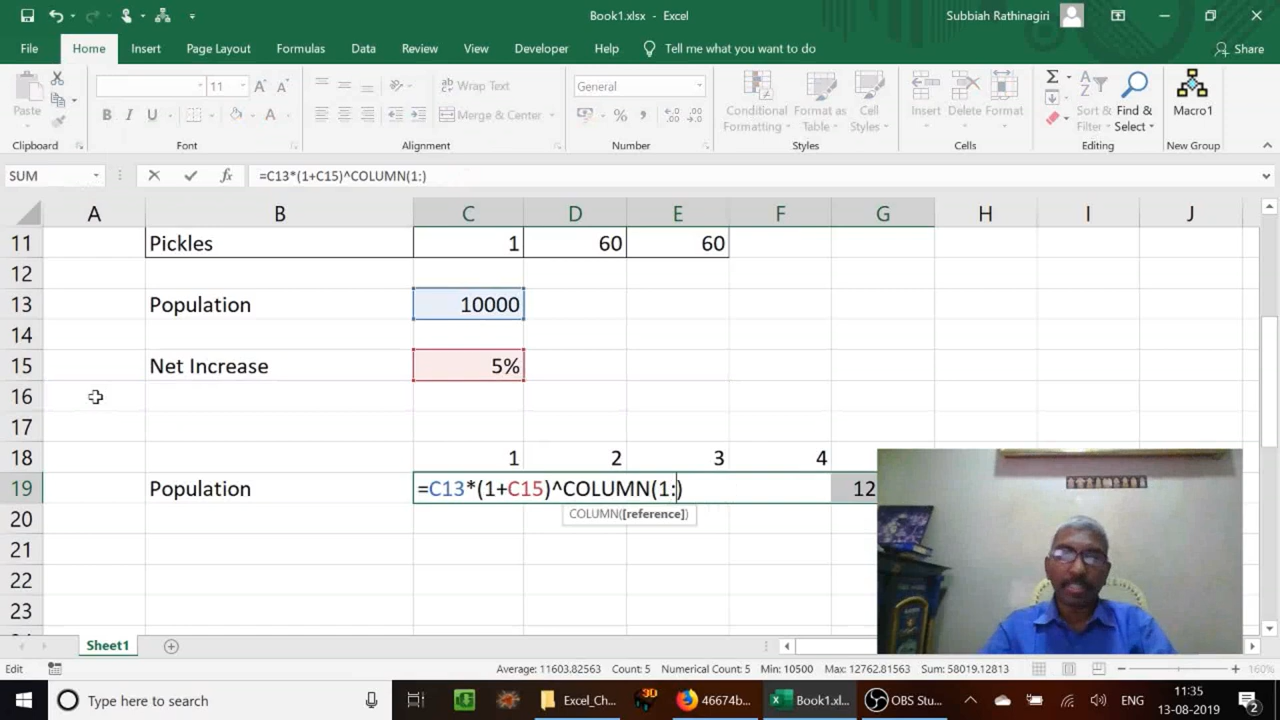 Book1.xlsx - Excel
Subbiah Rathinagiri
File Home Insert Page Layout Formulas Data Review View Developer Help Tell me what you want to do Share
Paste
11
B I U A
Wrap Text
Merge & Center
General
Conditional Formatting
Format as Table
Cell Styles
Insert Delete Format
Sort & Filter
Find & Select
Macro1
Clipboard Font Alignment Number Styles Cells Editing New Group
SUM fx =C13*(1+C15)^COLUMN(1:)
A B C D E F G H I J
11 Pickles 1 60 60
12
13 Population 10000
14
15 Net Increase 5%
16
17
18 1 2 3 4
19 Population =C13*(1+C15)^COLUMN(1:) 12
20 COLUMN([reference])
21
22
23
Sheet1
Edit Average: 11603.82563 Count: 5 Numerical Count: 5 Min: 10500 Max: 12762.81563 Sum: 58019.12813 160%
Type here to search Excel_Ch... 3D 46674b... Book1.xl... OBS Stu... ENG 11:35
13-08-2019 2